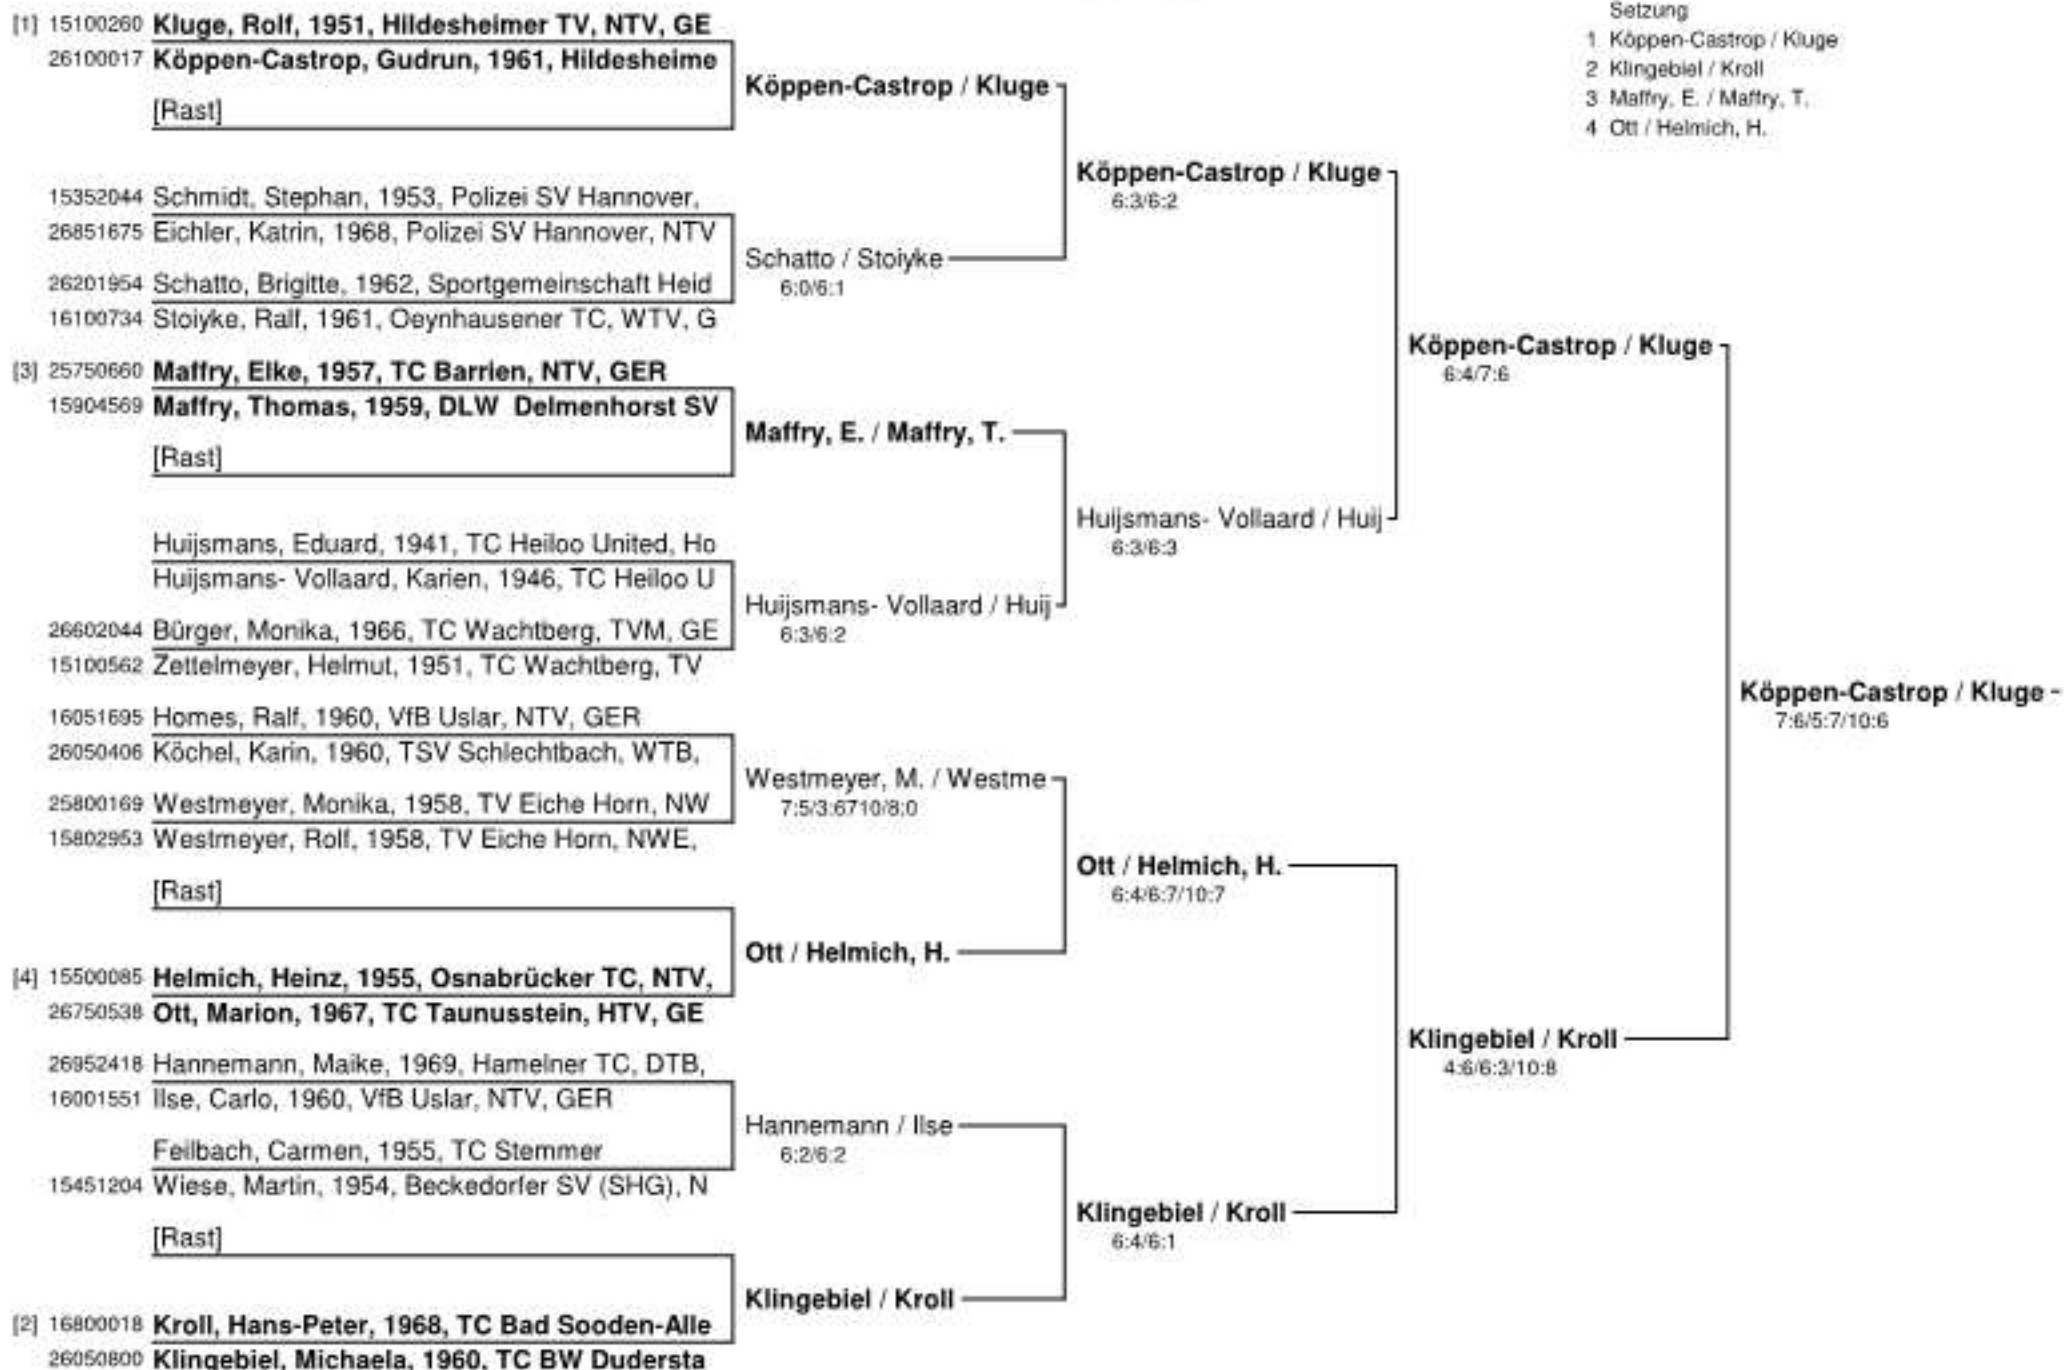 Setzung
1 Köppen-Castrop / Kluge
2 Klingebiel / Kroll
3 Maffry, E. / Maffry, T.
4 Ott / Helmich, H.
[1] 15100260 Kluge, Rolf, 1951, Hildesheimer TV, NTV, GE
26100017 Köppen-Castrop, Gudrun, 1961, Hildesheime
Köppen-Castrop / Kluge
[Rast]
Köppen-Castrop / Kluge
6:3/6:2
15352044 Schmidt, Stephan, 1953, Polizei SV Hannover,
26851675 Eichler, Katrin, 1968, Polizei SV Hannover, NTV
Schatto / Stoiyke
6:0/6:1
26201954 Schatto, Brigitte, 1962, Sportgemeinschaft Heid
16100734 Stoiyke, Ralf, 1961, Oeynhausener TC, WTV, G
Köppen-Castrop / Kluge
6:4/7:6
[3] 25750660 Maffry, Elke, 1957, TC Barrien, NTV, GER
15904569 Maffry, Thomas, 1959, DLW Delmenhorst SV
Maffry, E. / Maffry, T.
[Rast]
Huijsmans- Vollaard / Huij
6:3/6:3
Huijsmans, Eduard, 1941, TC Heiloo United, Ho
Huijsmans- Vollaard, Karien, 1946, TC Heiloo U
Huijsmans- Vollaard / Huij
6:3/6:2
26602044 Bürger, Monika, 1966, TC Wachtberg, TVM, GE
15100562 Zettelmeyer, Helmut, 1951, TC Wachtberg, TV
Köppen-Castrop / Kluge
7:6/5:7/10:6
16051695 Homes, Ralf, 1960, VfB Uslar, NTV, GER
26050406 Köchel, Karin, 1960, TSV Schlechtbach, WTB,
Westmeyer, M. / Westme
7:5/3:6710/8:0
25800169 Westmeyer, Monika, 1958, TV Eiche Horn, NW
15802953 Westmeyer, Rolf, 1958, TV Eiche Horn, NWE,
Ott / Helmich, H.
6:4/6:7/10:7
[Rast]
Ott / Helmich, H.
[4] 15500085 Helmich, Heinz, 1955, Osnabrücker TC, NTV,
26750538 Ott, Marion, 1967, TC Taunusstein, HTV, GE
Klingebiel / Kroll
4:6/6:3/10:8
26952418 Hannemann, Maike, 1969, Hamelner TC, DTB,
16001551 Ilse, Carlo, 1960, VfB Uslar, NTV, GER
Hannemann / Ilse
6:2/6:2
Feilbach, Carmen, 1955, TC Stemmer
15451204 Wiese, Martin, 1954, Beckedorfer SV (SHG), N
Klingebiel / Kroll
6:4/6:1
[Rast]
Klingebiel / Kroll
[2] 16800018 Kroll, Hans-Peter, 1968, TC Bad Sooden-Alle
26050800 Klingebiel, Michaela, 1960, TC BW Dudersta